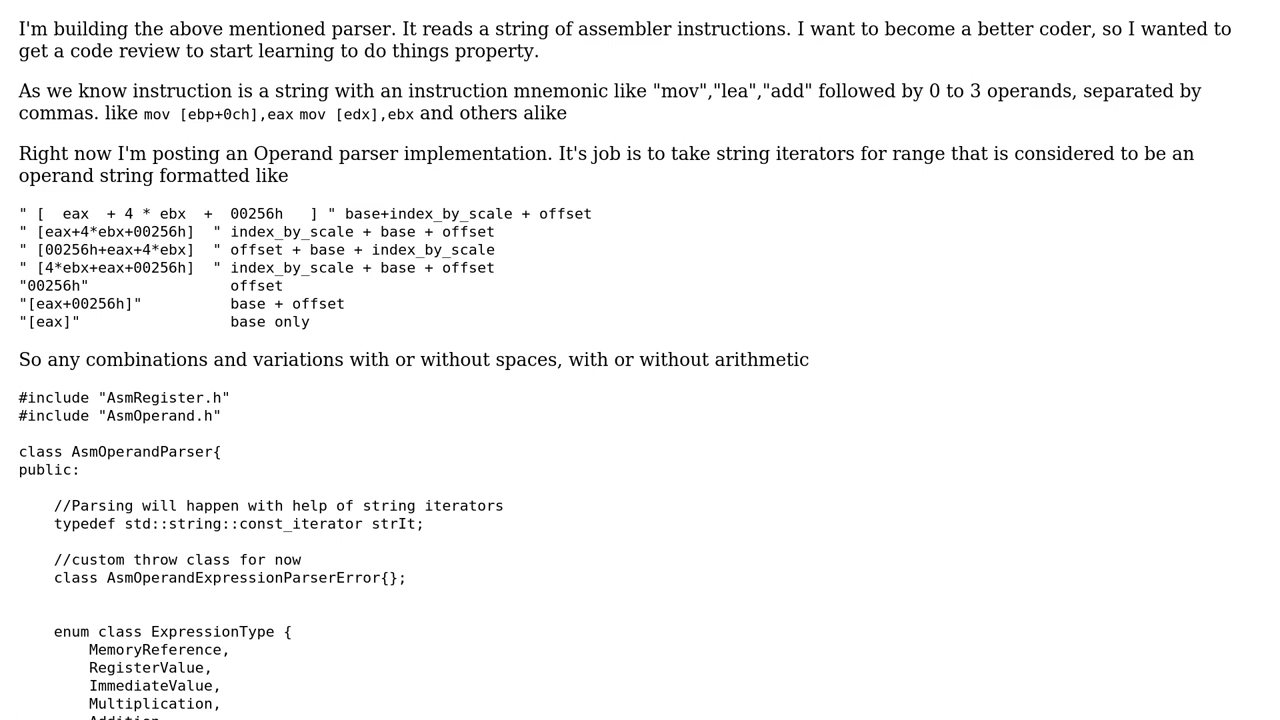 I'm building the above mentioned parser. It reads a string of assembler instructions. I want to become a better coder, so I wanted to
get a code review to start learning to do things property.
As we know instruction is a string with an instruction mnemonic like "mov","lea","add" followed by 0 to 3 operands, separated by
commas. like mov [ebp+0ch],eax mov [edx],ebx and others alike
Right now I'm posting an Operand parser implementation. It's job is to take string iterators for range that is considered to be an
operand string formatted like
" [  eax  + 4 * ebx  +  00256h   ] " base+index_by_scale + offset
" [eax+4*ebx+00256h]  " index_by_scale + base + offset
" [00256h+eax+4*ebx]  " offset + base + index_by_scale
" [4*ebx+eax+00256h]  " index_by_scale + base + offset
"00256h"                offset
"[eax+00256h]"          base + offset
"[eax]"                 base only
So any combinations and variations with or without spaces, with or without arithmetic
#include "AsmRegister.h"
#include "AsmOperand.h"
class AsmOperandParser{
public:
    //Parsing will happen with help of string iterators
    typedef std::string::const_iterator strIt;
    //custom throw class for now
    class AsmOperandExpressionParserError{};
    enum class ExpressionType {
        MemoryReference,
        RegisterValue,
        ImmediateValue,
        Multiplication,
        Addition